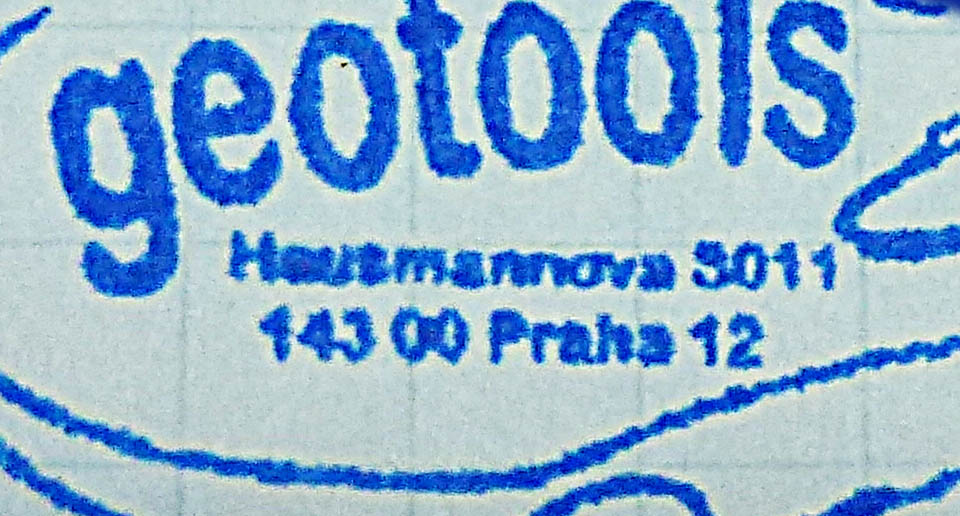 geotools
Hausmannova 3011
143 00 Praha 12